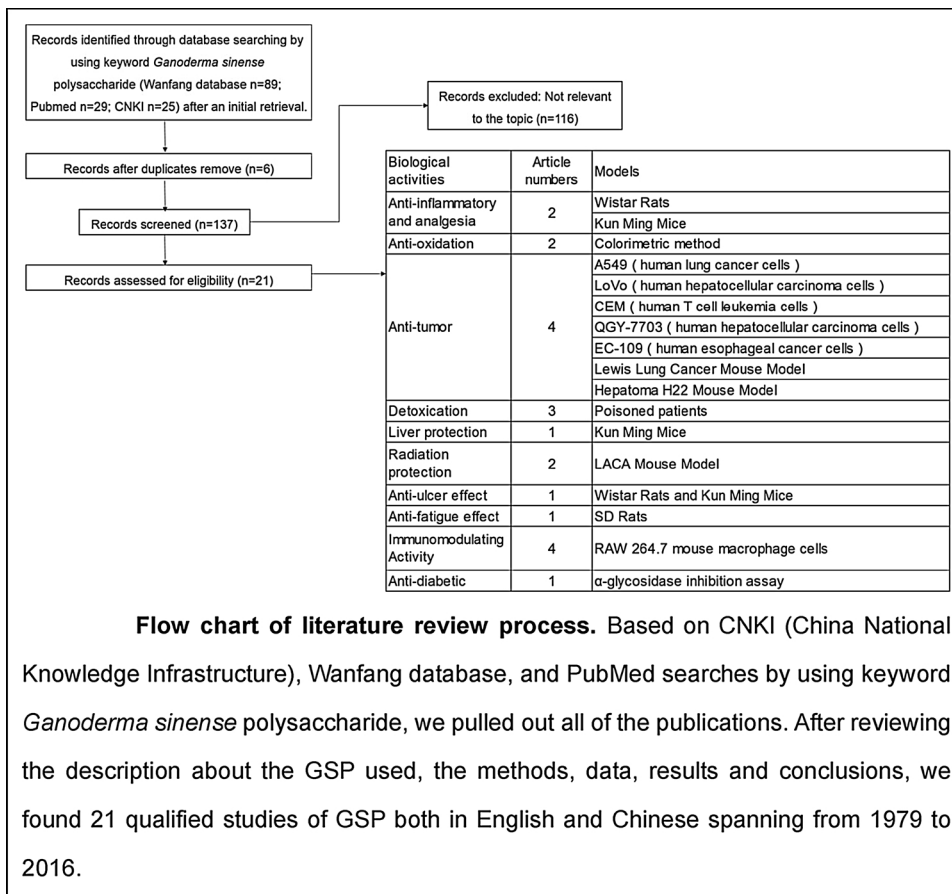 Records identified through database searching by
using keyword Ganoderma sinense
polysaccharide (Wanfang database n=89;
Pubmed n=29; CNKI n=25) after an initial retrieval.
Records excluded: Not relevant
to the topic (n=116)
Records after duplicates remove (n=6)
Records screened (n=137)
Records assessed for eligibility (n=21)
Biological activities Article numbers Models
Anti-inflammatory and analgesia 2 Wistar Rats
Kun Ming Mice
Anti-oxidation 2 Colorimetric method
Anti-tumor 4 A549 ( human lung cancer cells )
LoVo ( human hepatocellular carcinoma cells )
CEM ( human T cell leukemia cells )
QGY-7703 ( human hepatocellular carcinoma cells )
EC-109 ( human esophageal cancer cells )
Lewis Lung Cancer Mouse Model
Hepatoma H22 Mouse Model
Detoxication 3 Poisoned patients
Liver protection 1 Kun Ming Mice
Radiation protection 2 LACA Mouse Model
Anti-ulcer effect 1 Wistar Rats and Kun Ming Mice
Anti-fatigue effect 1 SD Rats
Immunomodulating Activity 4 RAW 264.7 mouse macrophage cells
Anti-diabetic 1 α-glycosidase inhibition assay
Flow chart of literature review process. Based on CNKI (China National
Knowledge Infrastructure), Wanfang database, and PubMed searches by using keyword
Ganoderma sinense polysaccharide, we pulled out all of the publications. After reviewing
the description about the GSP used, the methods, data, results and conclusions, we
found 21 qualified studies of GSP both in English and Chinese spanning from 1979 to
2016.